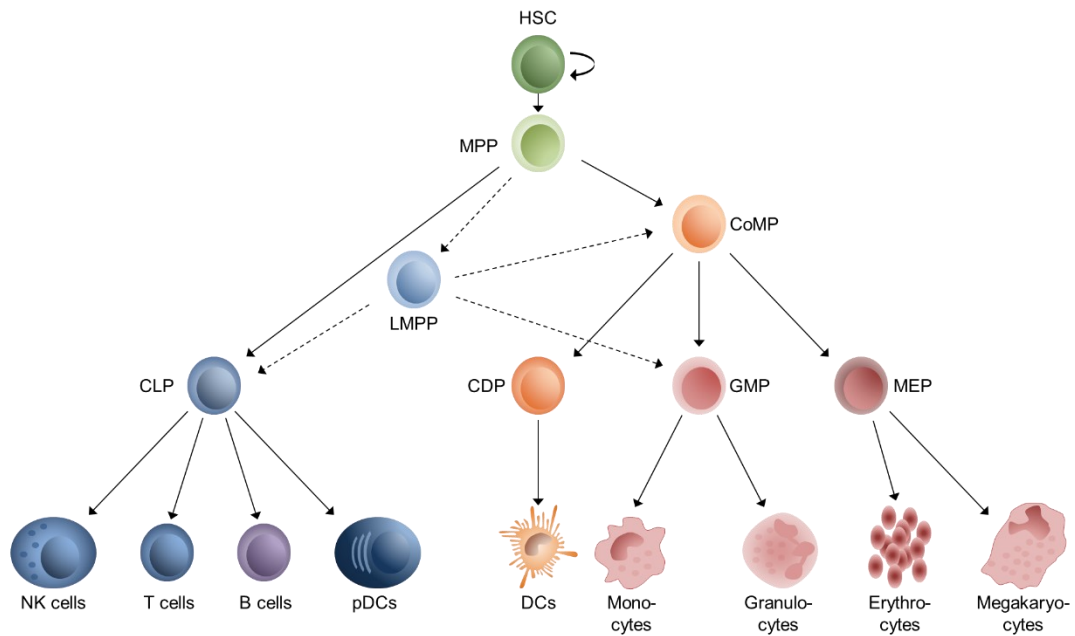 HSC
MPP
CoMP
LMPP
CLP
CDP
GMP
MEP
NK cells
T cells
B cells
pDCs
DCs
Mono-
cytes
Granulo-
cytes
Erythro-
cytes
Megakaryo-
cytes